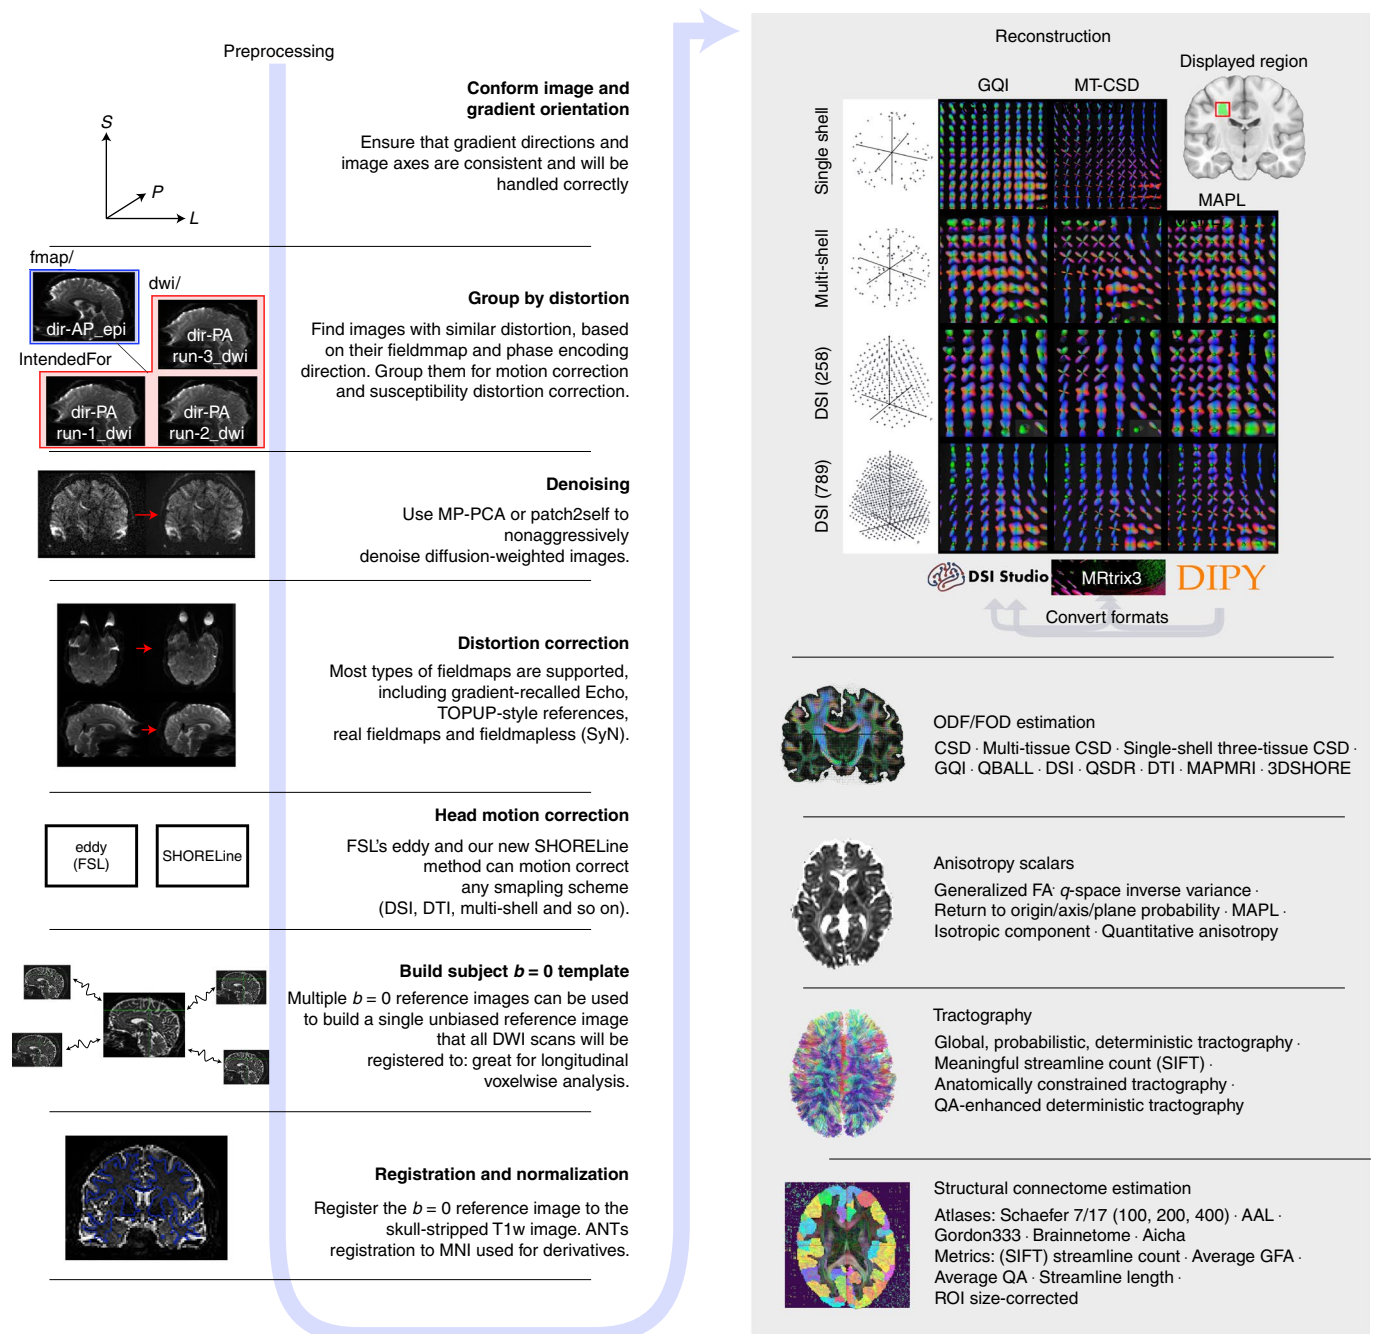 Preprocessing
Conform image and
gradient orientation
Ensure that gradient directions and
image axes are consistent and will be
handled correctly
S
P
L
fmap/
dir-AP_epi
dwi/
dir-PA
run-3_dwi
IntendedFor
dir-PA
run-1_dwi
dir-PA
run-2_dwi
Group by distortion
Find images with similar distortion, based
on their fieldmmap and phase encoding
direction. Group them for motion correction
and susceptibility distortion correction.
Denoising
Use MP-PCA or patch2self to
nonaggressively
denoise diffusion-weighted images.
Distortion correction
Most types of fieldmaps are supported,
including gradient-recalled Echo,
TOPUP-style references,
real fieldmaps and fieldmapless (SyN).
Head motion correction
eddy
(FSL)
SHORELine
FSL's eddy and our new SHORELine
method can motion correct
any smapling scheme
(DSI, DTI, multi-shell and so on).
Build subject b = 0 template
Multiple b = 0 reference images can be used
to build a single unbiased reference image
that all DWI scans will be
registered to: great for longitudinal
voxelwise analysis.
Registration and normalization
Register the b = 0 reference image to the
skull-stripped T1w image. ANTs
registration to MNI used for derivatives.
Reconstruction
Displayed region
GQI
MT-CSD
MAPL
Single shell
Multi-shell
DSI (258)
DSI (789)
DSI Studio
MRtrix3
DIPY
Convert formats
ODF/FOD estimation
CSD · Multi-tissue CSD · Single-shell three-tissue CSD ·
GQI · QBALL · DSI · QSDR · DTI · MAPMRI · 3DSHORE
Anisotropy scalars
Generalized FA · q-space inverse variance ·
Return to origin/axis/plane probability · MAPL ·
Isotropic component · Quantitative anisotropy
Tractography
Global, probabilistic, deterministic tractography ·
Meaningful streamline count (SIFT) ·
Anatomically constrained tractography ·
QA-enhanced deterministic tractography
Structural connectome estimation
Atlases: Schaefer 7/17 (100, 200, 400) · AAL ·
Gordon333 · Brainnetome · Aicha
Metrics: (SIFT) streamline count · Average GFA ·
Average QA · Streamline length ·
ROI size-corrected